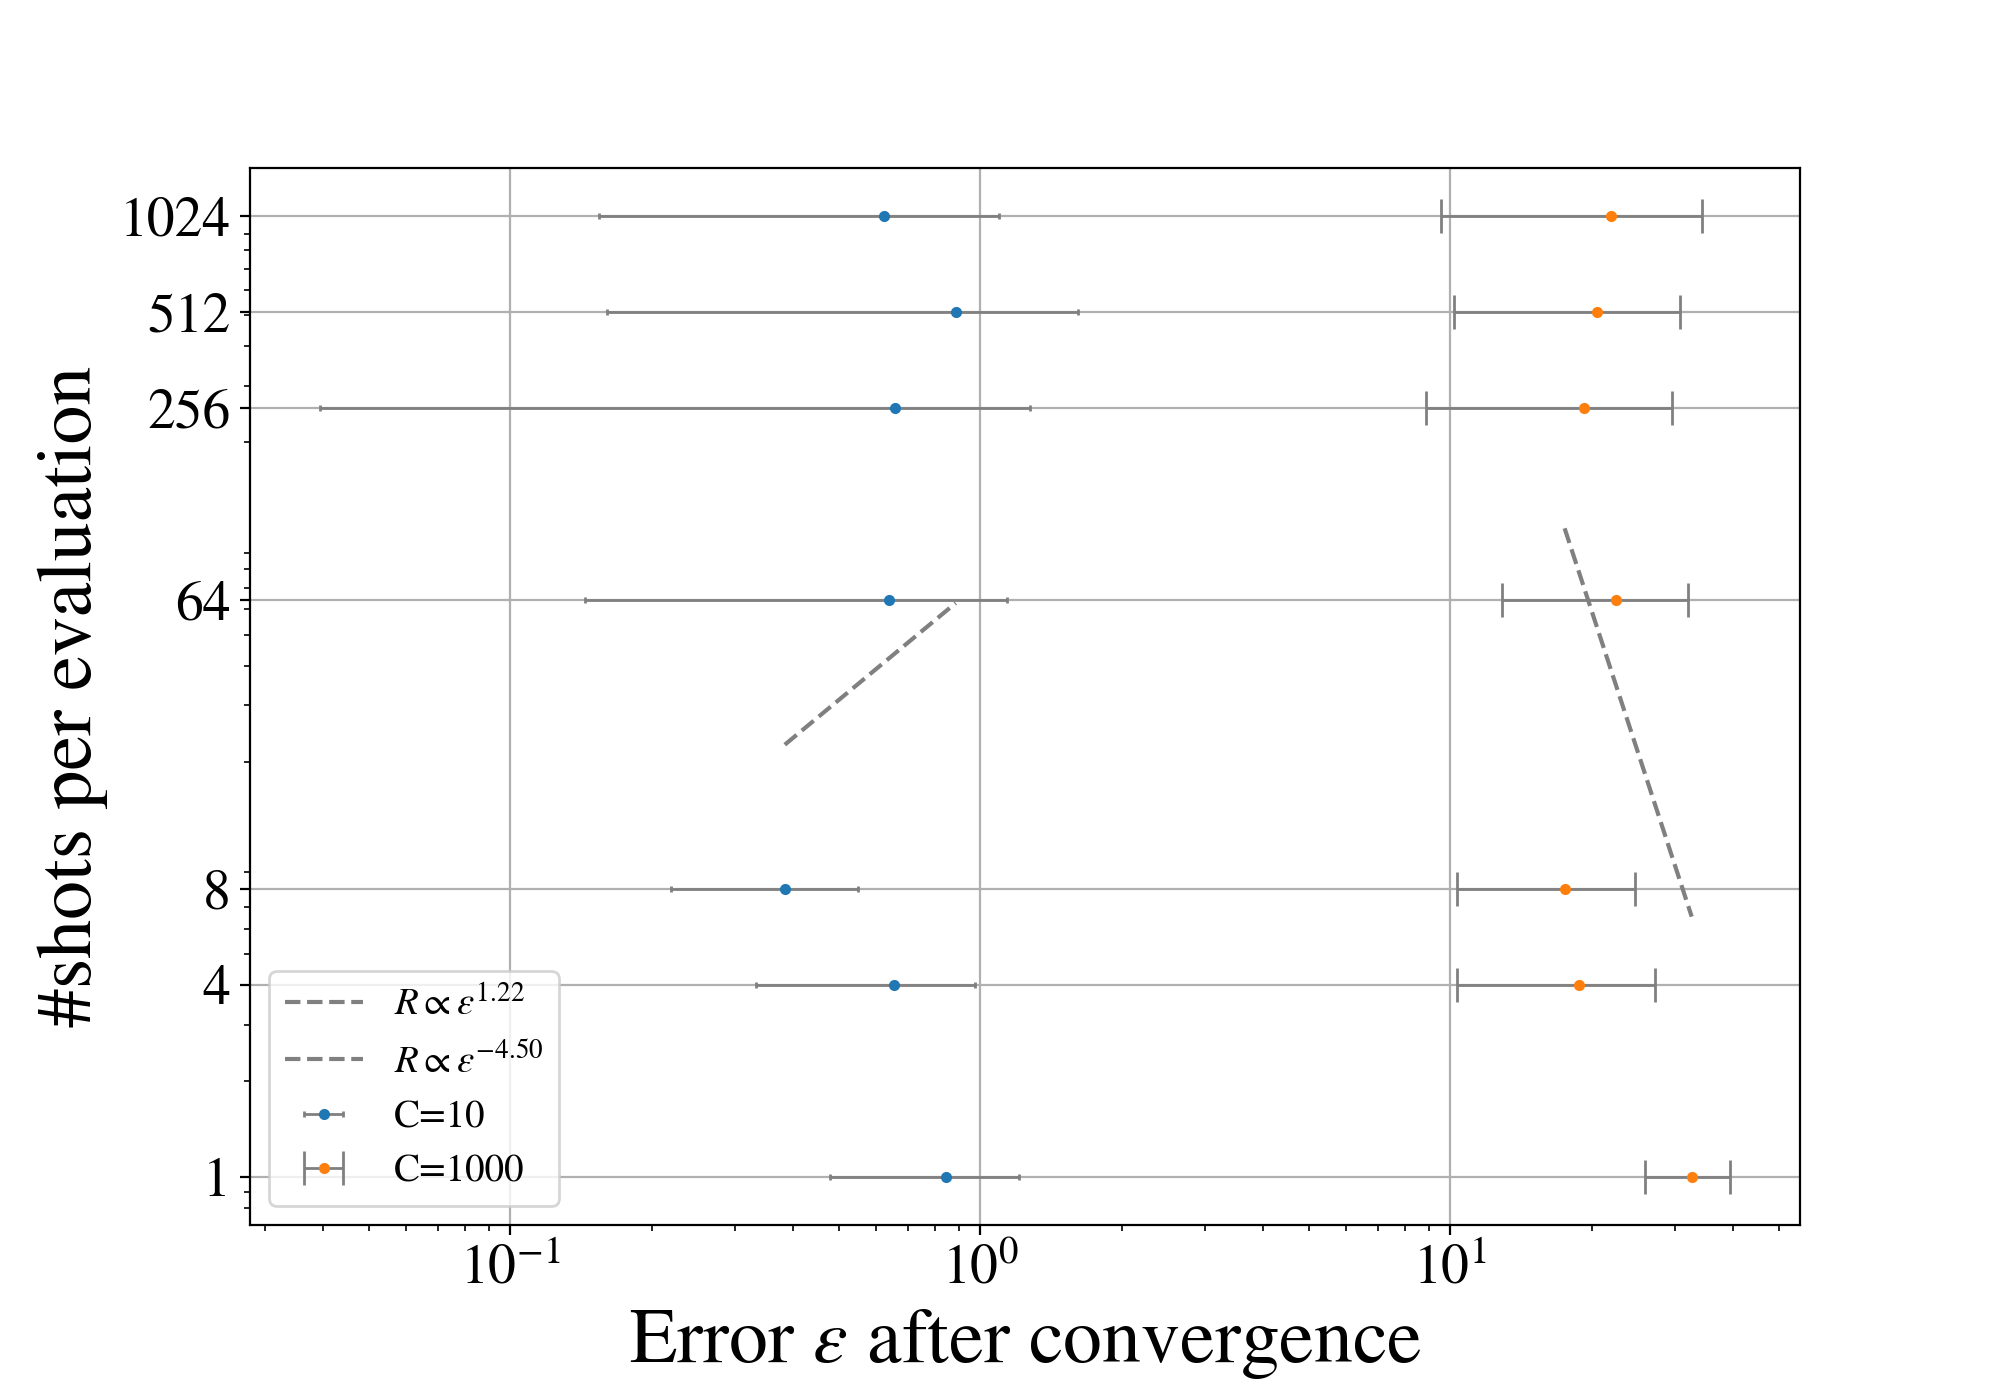 #shots per evaluation
1024
512
256
64
8
4
1
R ∝ ε^1.22
R ∝ ε^−4.50
C=10
C=1000
10^−1
10^0
10^1
Error ε after convergence